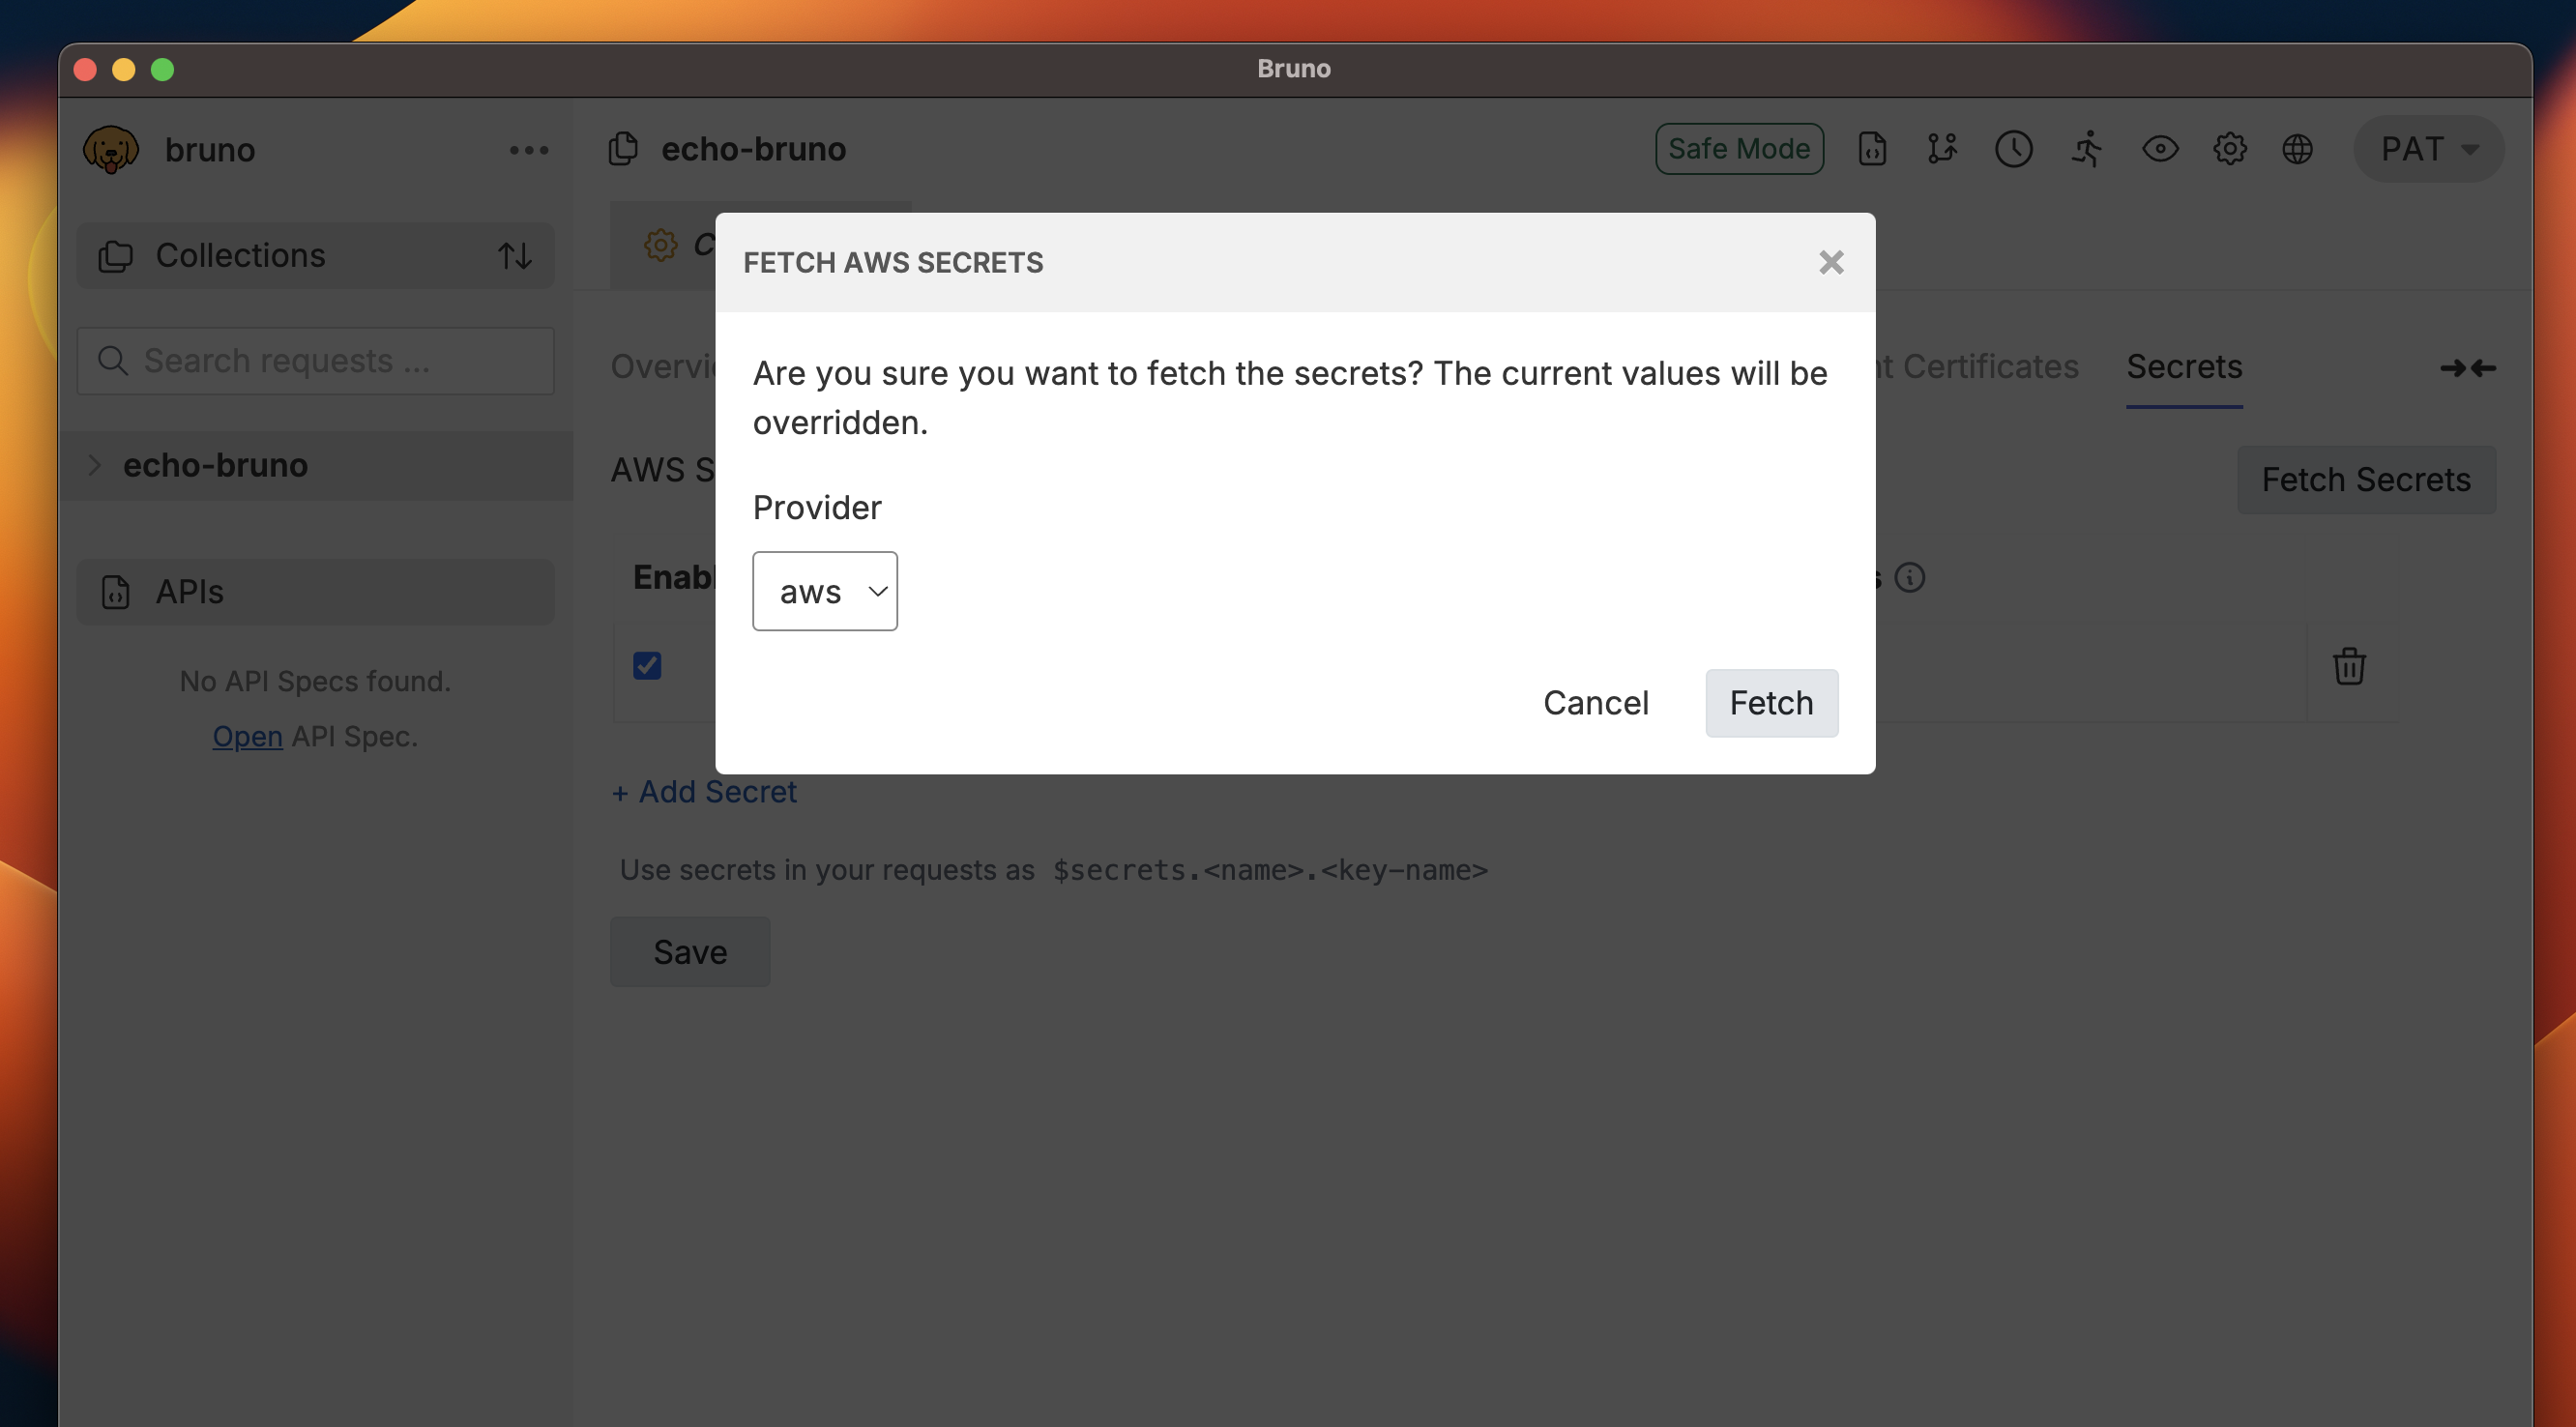 Bruno
bruno
echo-bruno
Safe Mode
PAT
Collections
C
FETCH AWS SECRETS
Search requests ...
Are you sure you want to fetch the secrets? The current values will be
overridden.
Certificates
Secrets
echo-bruno
AWS S
Fetch Secrets
Provider
aws
APIs
Cancel
Fetch
No API Specs found.
Open API Spec.
+ Add Secret
Use secrets in your requests as $secrets.<name>.<key-name>
Save